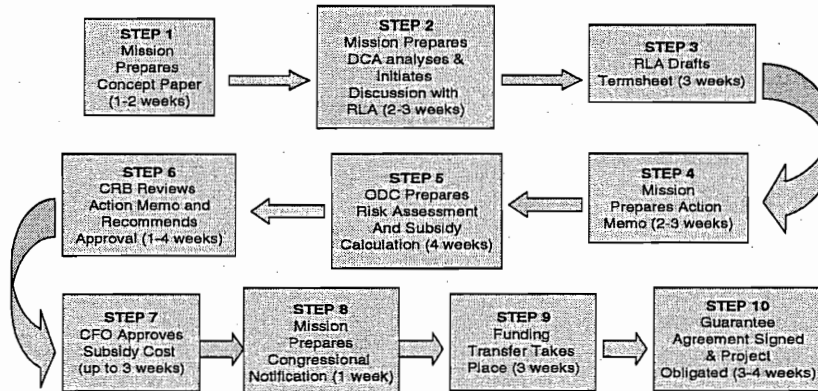 STEP 1
Mission
Prepares
Concept Paper
(1-2 weeks)
STEP 2
Mission Prepares
DCA analyses &
Initiates
Discussion with
RLA (2-3 weeks)
STEP 3
RLA Drafts
Termsheet (3 weeks)
STEP 4
Mission
Prepares Action
Memo (2-3 weeks)
STEP 5
ODC Prepares
Risk Assessment
And Subsidy
Calculation (4 weeks)
STEP 6
CRB Reviews
Action Memo and
Recommends
Approval (1-4 weeks)
STEP 7
CFO Approves
Subsidy Cost
(up to 3 weeks)
STEP 8
Mission
Prepares
Congressional
Notification (1 week)
STEP 9
Funding
Transfer Takes
Place (3 weeks)
STEP 10
Guarantee
Agreement Signed
& Project
Obligated (3-4 weeks)